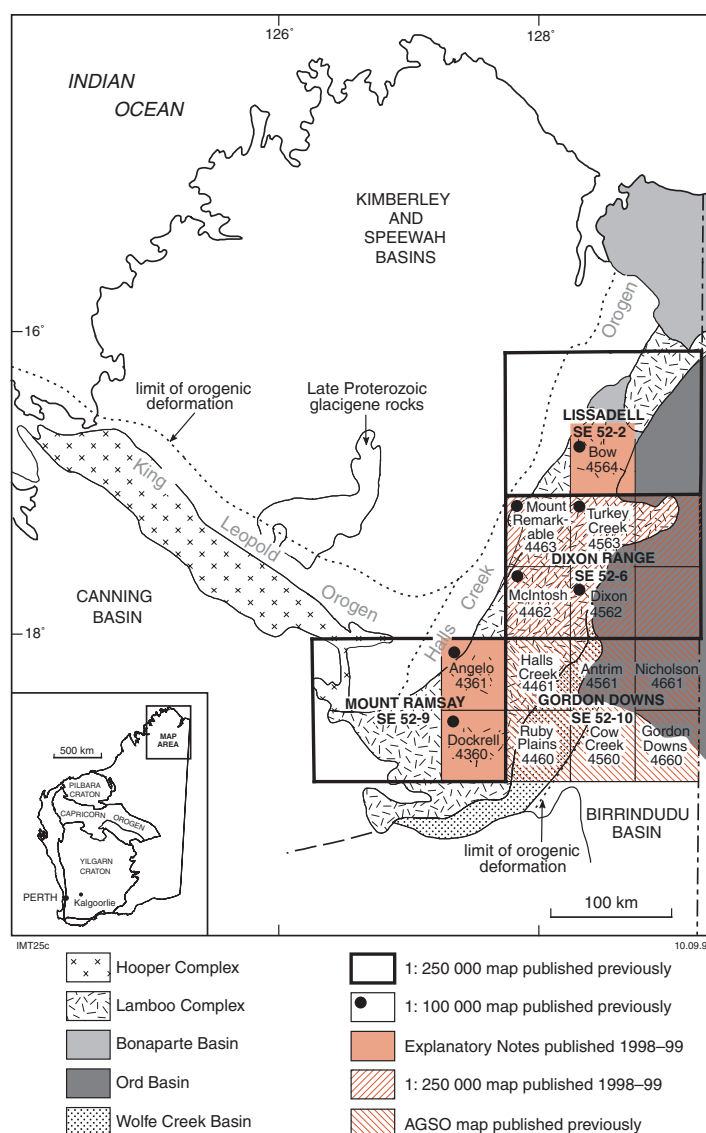 126°
128°
INDIAN
OCEAN
KIMBERLEY
AND
SPEEWAH
BASINS
Orogen
16°
limit of orogenic
deformation
Late Proterozoic
glacigene rocks
LISSADELL
SE 52-2
Bow
4564
King
Leopold
Orogen
Mount
Remark-
able
4463
Turkey
Creek
4563
DIXON RANGE
SE 52-6
McIntosh
4462
Dixon
4562
CANNING
BASIN
18°
Halls Creek
Angelo
4361
Halls
Creek
4461
Antrim
4561
Nicholson
4661
MOUNT RAMSAY
SE 52-9
GORDON DOWNS
SE 52-10
Dockrell
4360
Ruby
Plains
4460
Cow
Creek
4560
Gordon
Downs
4660
500 km
MAP
AREA
PILBARA
CRATON
CAPRICORN
OROGEN
YILGARN
CRATON
PERTH
Kalgoorlie
BIRRINDUDU
BASIN
limit of orogenic
deformation
100 km
IMT25c
10.09.9
Hooper Complex
Lamboo Complex
Bonaparte Basin
Ord Basin
Wolfe Creek Basin
1: 250 000 map published previously
1: 100 000 map published previously
Explanatory Notes published 1998–99
1: 250 000 map published 1998–99
AGSO map published previously